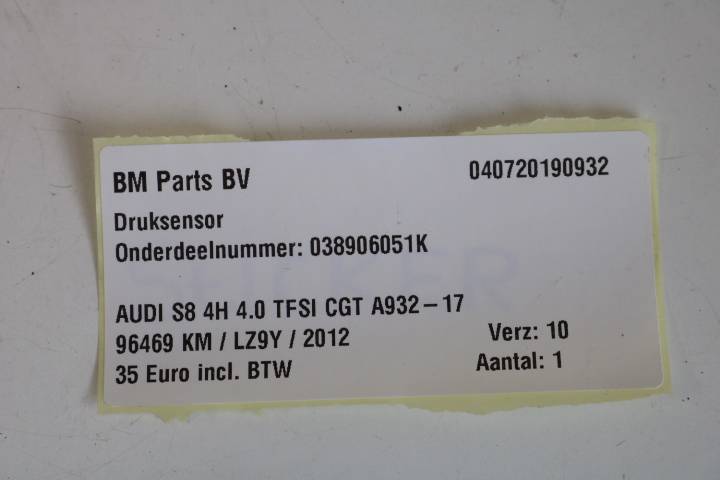 BM Parts BV 040720190932
Druksensor
Onderdeelnummer: 038906051K
AUDI S8 4H 4.0 TFSI CGT A932-17
96469 KM / LZ9Y / 2012 Verz: 10
35 Euro incl. BTW Aantal: 1